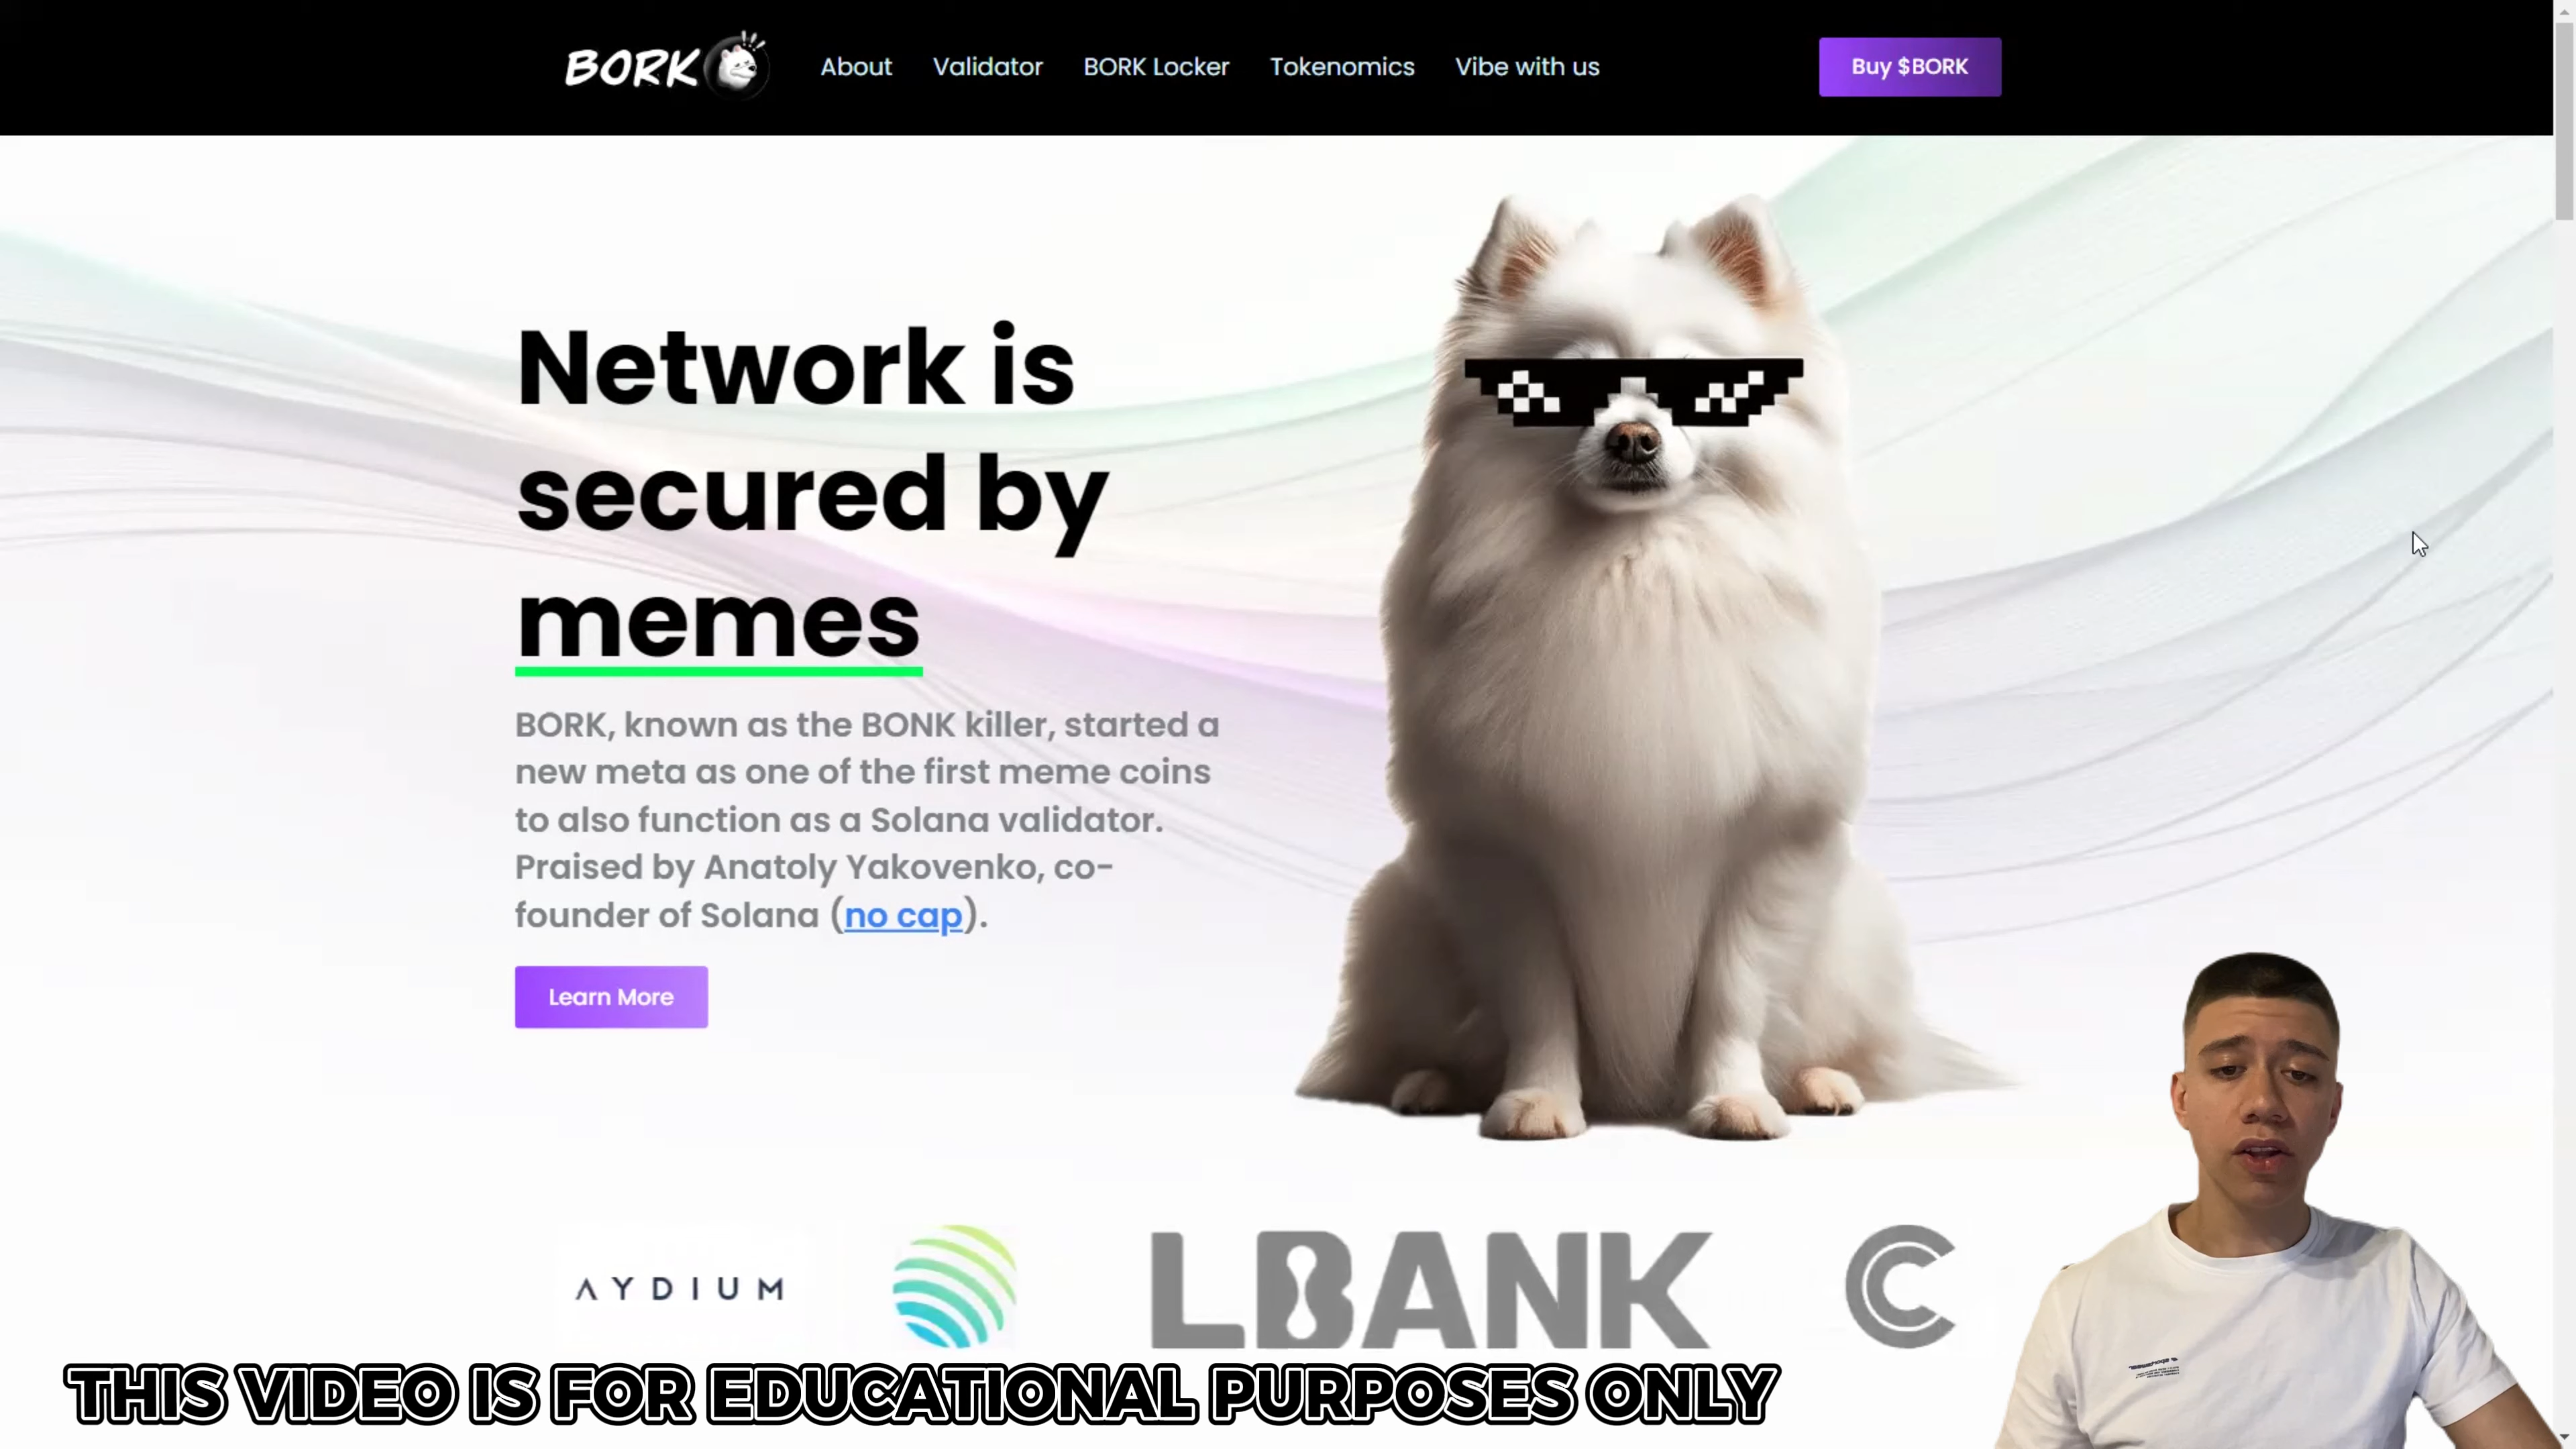 BORK
About
Validator
BORK Locker
Tokenomics
Vibe with us
Buy $BORK
Network is
secured by
memes
BORK, known as the BONK killer, started a
new meta as one of the first meme coins
to also function as a Solana validator.
Praised by Anatoly Yakovenko, co-
founder of Solana (no cap).
Learn More
AYDIUM
LBANK
THIS VIDEO IS FOR EDUCATIONAL PURPOSES ONLY